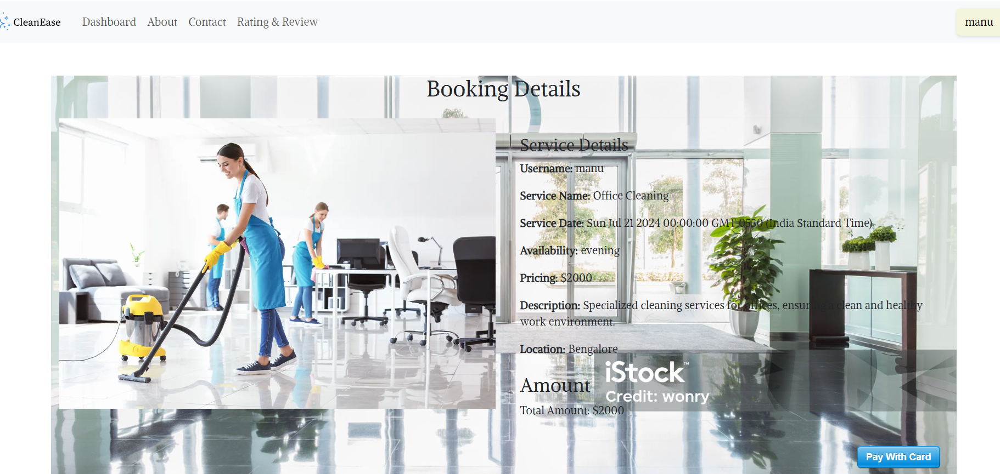 CleanEase Dashboard About Contact Rating & Review manu
Booking Details
Service Details
Username: manu
Service Name: Office Cleaning
Service Date: Sun Jul 21 2024 00:00:00 GMT 0530 (India Standard Time)
Availability: evening
Pricing: $2000
Description: Specialized cleaning services for offices, ensuring a clean and healthy
work environment.
Location: Bengalore
iStock™
Amount
Credit: wonry
Total Amount: $2000
Pay With Card